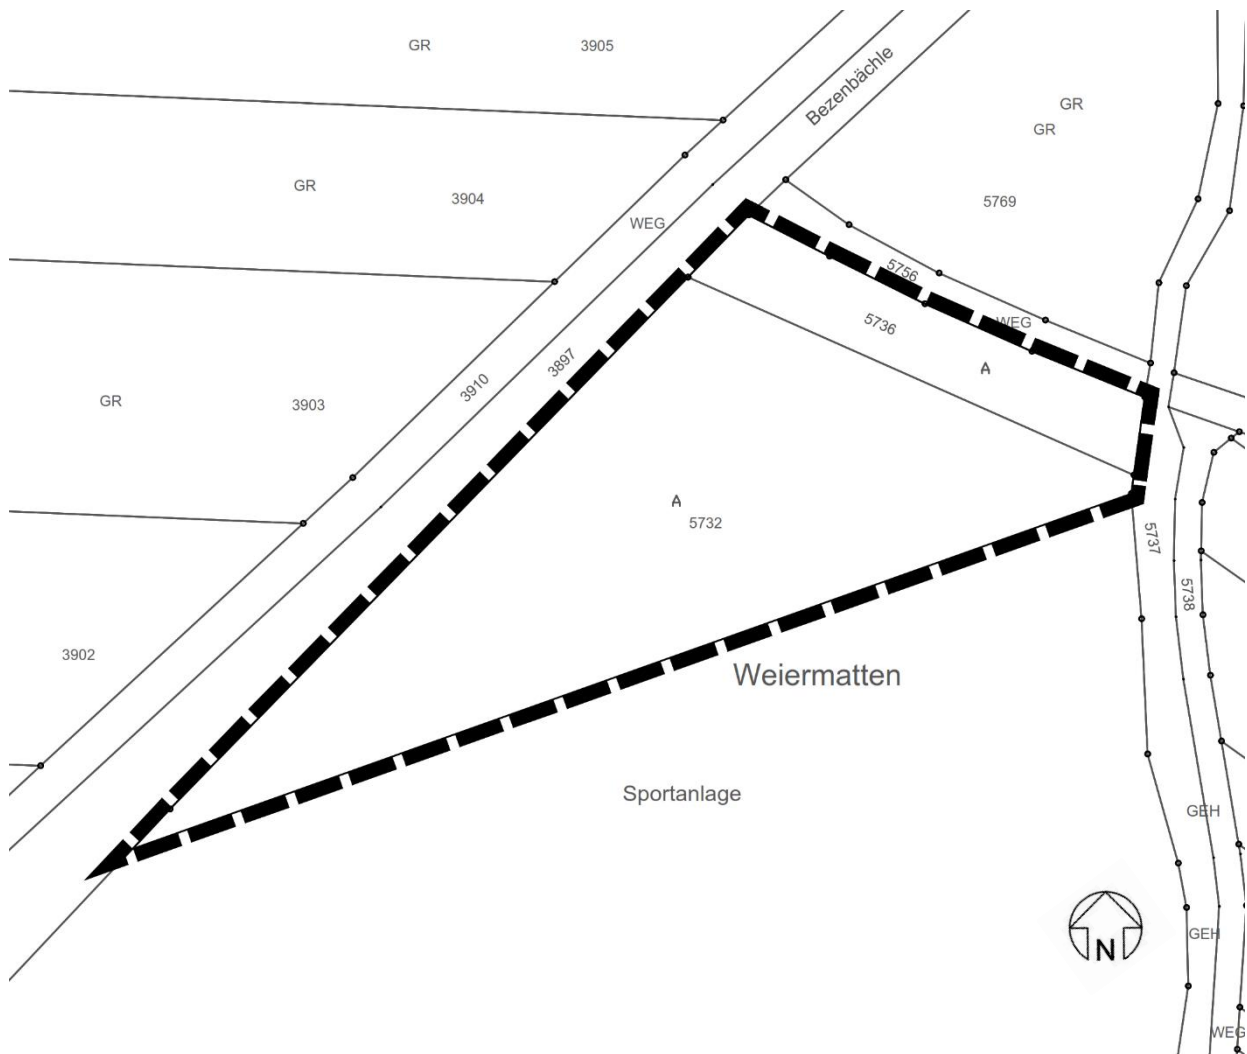 GR
3905
Bezenbächle
GR
GR
GR
3904
5769
WEG
5756
WEG
5736
A
3897
3910
GR
3903
A
5732
5737
5738
3902
Weiermatten
Sportanlage
GEH
GEH
N
WEG